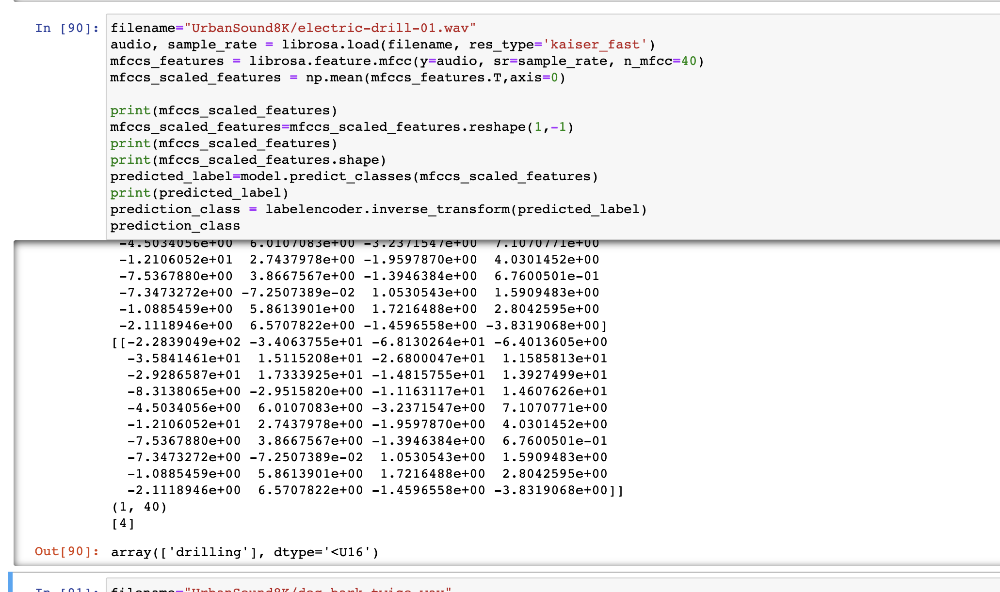 In [90]: filename="UrbanSound8K/electric-drill-01.wav"
audio, sample_rate = librosa.load(filename, res_type='kaiser_fast')
mfccs_features = librosa.feature.mfcc(y=audio, sr=sample_rate, n_mfcc=40)
mfccs_scaled_features = np.mean(mfccs_features.T,axis=0)
print(mfccs_scaled_features)
mfccs_scaled_features=mfccs_scaled_features.reshape(1,-1)
print(mfccs_scaled_features)
print(mfccs_scaled_features.shape)
predicted_label=model.predict_classes(mfccs_scaled_features)
print(predicted_label)
prediction_class = labelencoder.inverse_transform(predicted_label)
prediction_class
-4.5034056e+00 6.0107083e+00 -3.2371547e+00 7.1070771e+00
-1.2106052e+01 2.7437978e+00 -1.9597870e+00 4.0301452e+00
-7.5367880e+00 3.8667567e+00 -1.3946384e+00 6.7600501e-01
-7.3473272e+00 -7.2507389e-02 1.0530543e+00 1.5909483e+00
-1.0885459e+00 5.8613901e+00 1.7216488e+00 2.8042595e+00
-2.1118946e+00 6.5707822e+00 -1.4596558e+00 -3.8319068e+00]
[[-2.2839049e+02 -3.4063755e+01 -6.8130264e+01 -6.4013605e+00
-3.5841461e+01 1.5115208e+01 -2.6800047e+01 1.1585813e+01
-2.9286587e+01 1.7333925e+01 -1.4815755e+01 1.3927499e+01
-8.3138065e+00 -2.9515820e+00 -1.1163117e+01 1.4607626e+01
-4.5034056e+00 6.0107083e+00 -3.2371547e+00 7.1070771e+00
-1.2106052e+01 2.7437978e+00 -1.9597870e+00 4.0301452e+00
-7.5367880e+00 3.8667567e+00 -1.3946384e+00 6.7600501e-01
-7.3473272e+00 -7.2507389e-02 1.0530543e+00 1.5909483e+00
-1.0885459e+00 5.8613901e+00 1.7216488e+00 2.8042595e+00
-2.1118946e+00 6.5707822e+00 -1.4596558e+00 -3.8319068e+00]]
(1, 40)
[4]
Out[90]: array(['drilling'], dtype='<U16')
In [91]: filename="UrbanSound8K/dog bark twice.wav"